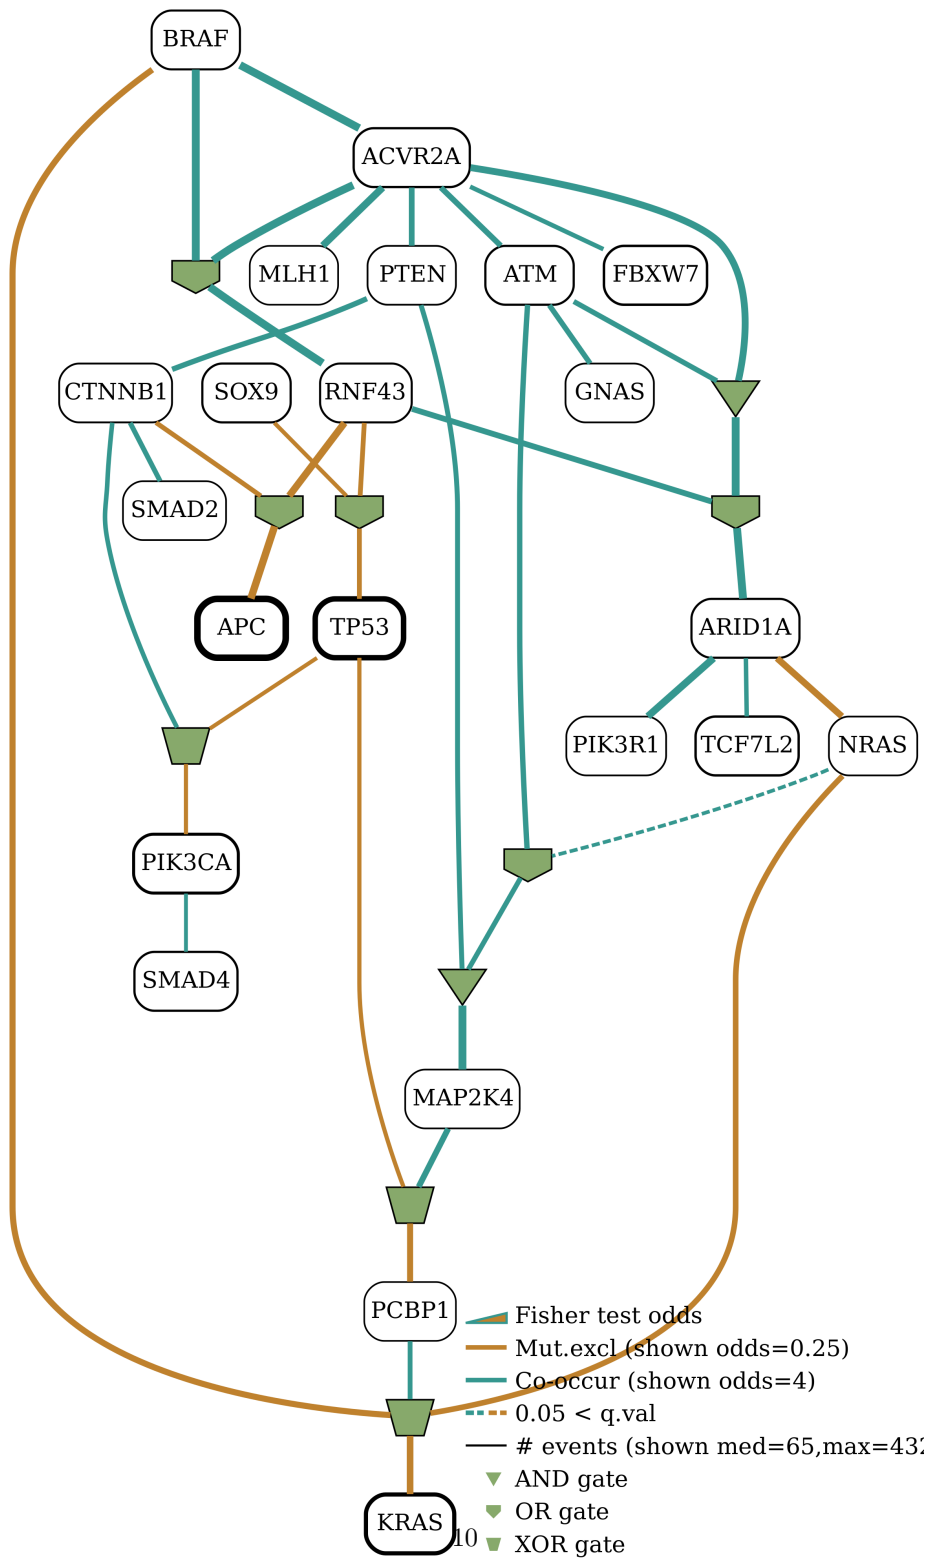 BRAF
ACVR2A
MLH1
PTEN
ATM
FBXW7
CTNNB1
SOX9
RNF43
GNAS
SMAD2
APC
TP53
ARID1A
PIK3R1
TCF7L2
NRAS
PIK3CA
SMAD4
MAP2K4
PCBP1
Fisher test odds
Mut.excl (shown odds=0.25)
Co-occur (shown odds=4)
0.05 < q.val
# events (shown med=65,max=432
AND gate
OR gate
XOR gate
KRAS
10